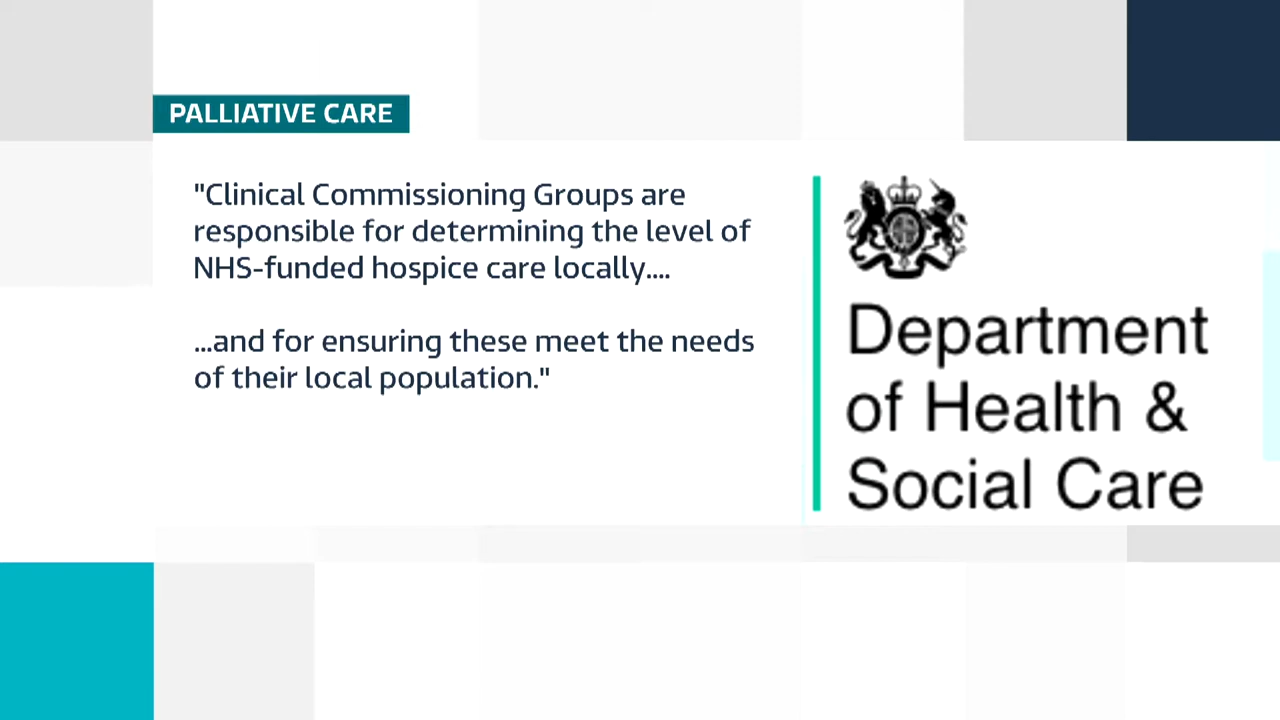 PALLIATIVE CARE
"Clinical Commissioning Groups are
responsible for determining the level of
NHS-funded hospice care locally....
...and for ensuring these meet the needs
of their local population."
Department
of Health &
Social Care